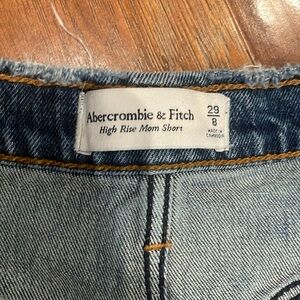 Abercrombie & Fitch
High Rise Mom Short
29
8
MADE IN
CAMBODIA